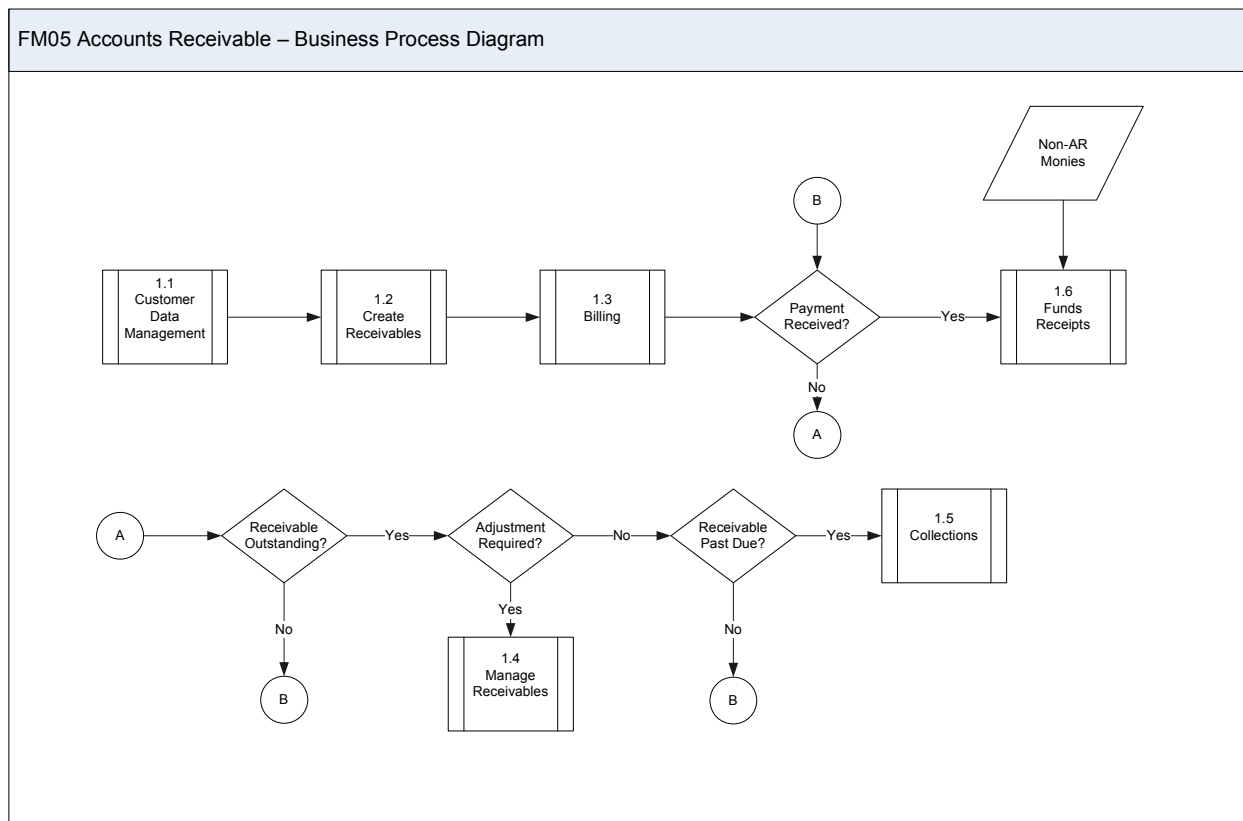 FM05 Accounts Receivable – Business Process Diagram
Non-AR
Monies
B
1.1
Customer
Data
Management
1.2
Create
Receivables
1.3
Billing
Payment
Received?
Yes
1.6
Funds
Receipts
No
A
A
Receivable
Outstanding?
Yes
Adjustment
Required?
No
Receivable
Past Due?
Yes
1.5
Collections
No
B
Yes
1.4
Manage
Receivables
No
B